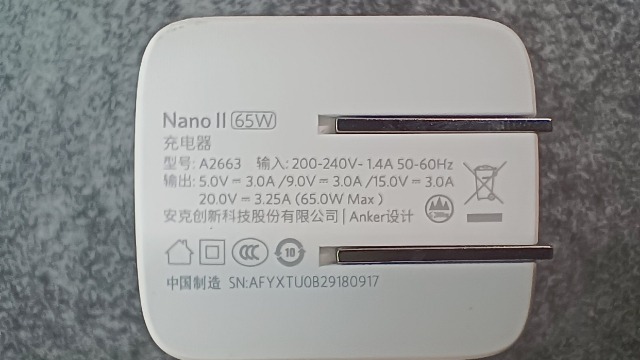 Nano II 65W
充电器
型号: A2663 输入: 200-240V~ 1.4A 50-60Hz
输出: 5.0V⎓3.0A /9.0V⎓3.0A /15.0V⎓3.0A
20.0V⎓3.25A (65.0W Max )
安克创新科技股份有限公司 | Anker设计
CCC
10
中国制造 SN:AFYXTU0B29180917